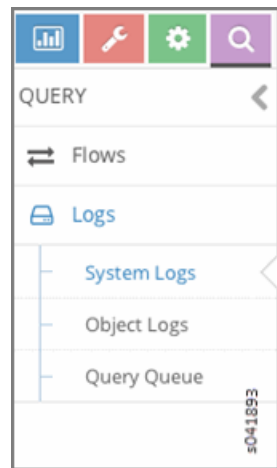 QUERY
Flows
Logs
System Logs
Object Logs
Query Queue
s041893